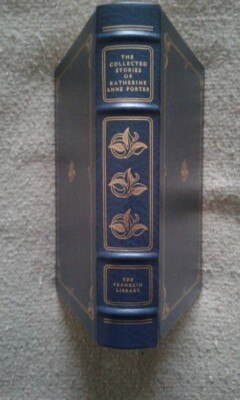 THE
COLLECTED
STORIES
OF
KATHERINE
ANNE PORTER
THE
FRANKLIN
LIBRARY